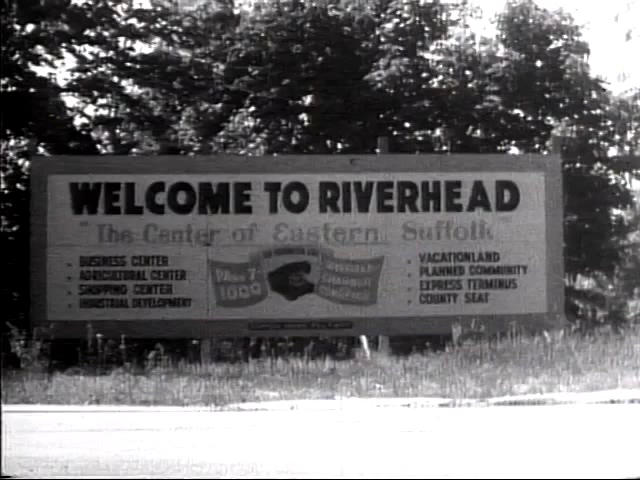 WELCOME TO RIVERHEAD
"The Center of Eastern Suffolk"
BUSINESS CENTER
AGRICULTURAL CENTER
SHOPPING CENTER
INDUSTRIAL DEVELOPMENT
VACATIONLAND
PLANNED COMMUNITY
EXPRESS TERMINUS
COUNTY SEAT